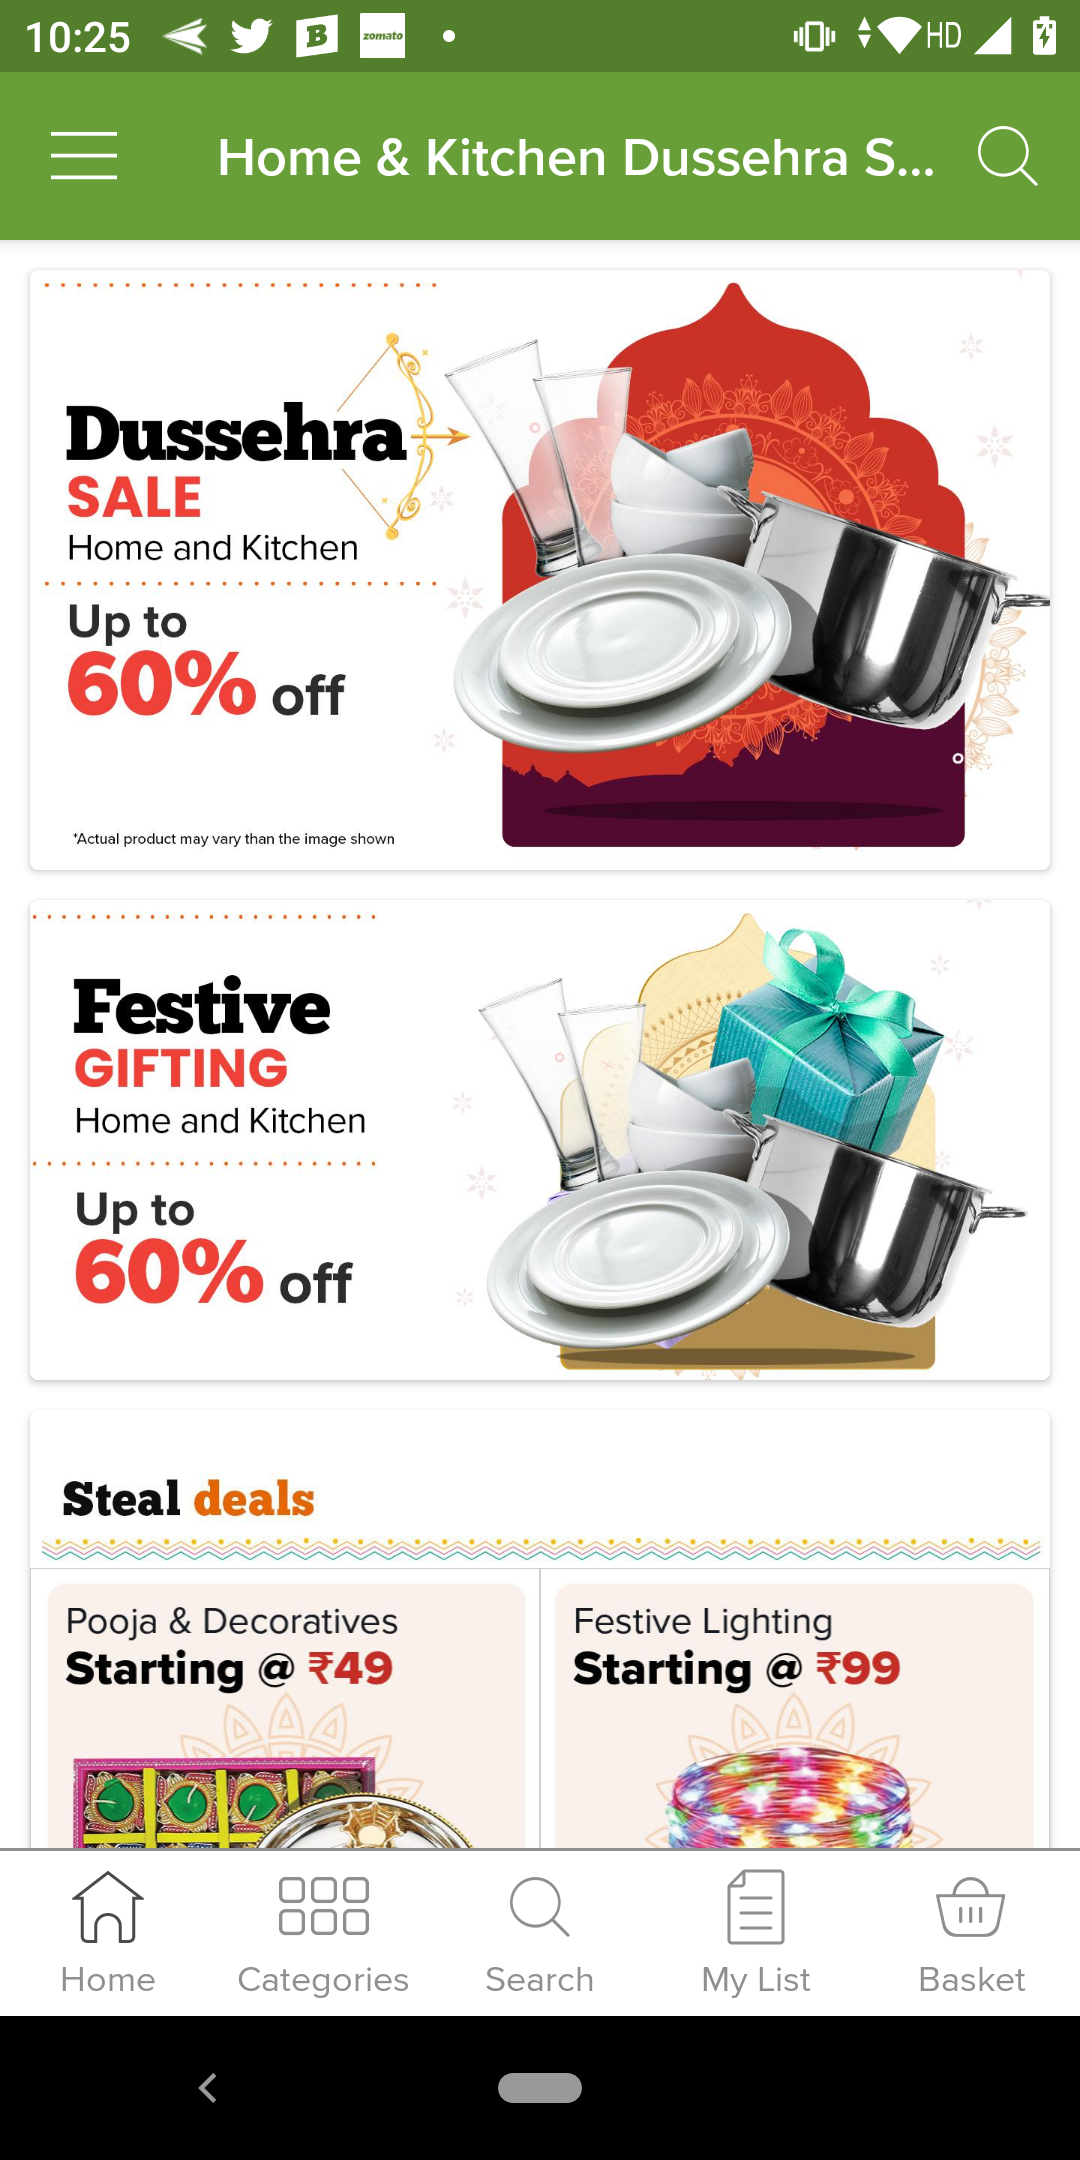 10:25
B
zomato
HD
Home & Kitchen Dussehra S...
Dussehra
SALE
Home and Kitchen
Up to
60% off
*Actual product may vary than the image shown
Festive
GIFTING
Home and Kitchen
Up to
60% off
Steal deals
Pooja & Decoratives
Starting @ ₹49
Festive Lighting
Starting @ ₹99
Home
Categories
Search
My List
Basket